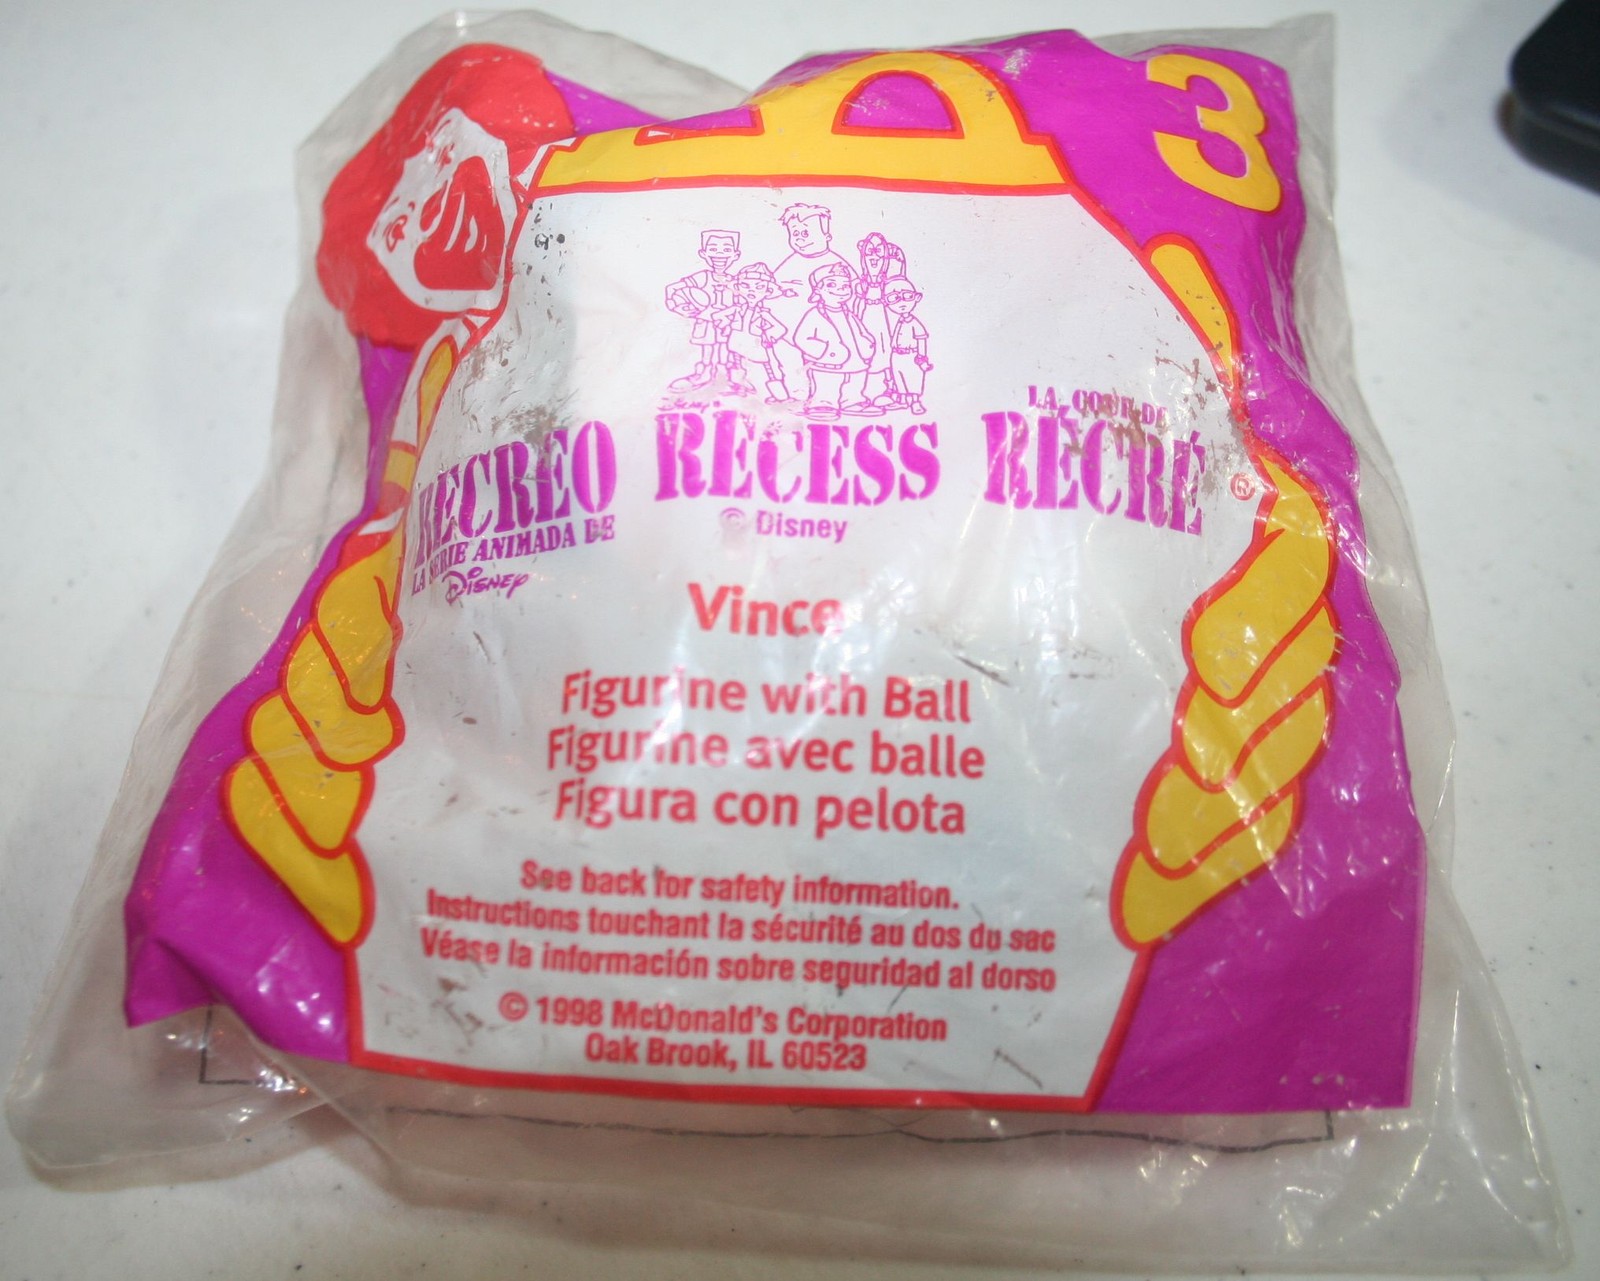 3
Disney's
RECREO RECESS LA COUR DE RÉCRÉ ®
LA SERIE ANIMADA DE
Disney
© Disney
Vince
Figurine with Ball
Figurine avec balle
Figura con pelota
See back for safety information.
Instructions touchant la sécurité au dos du sac
Véase la información sobre seguridad al dorso
© 1998 McDonald's Corporation
Oak Brook, IL 60523